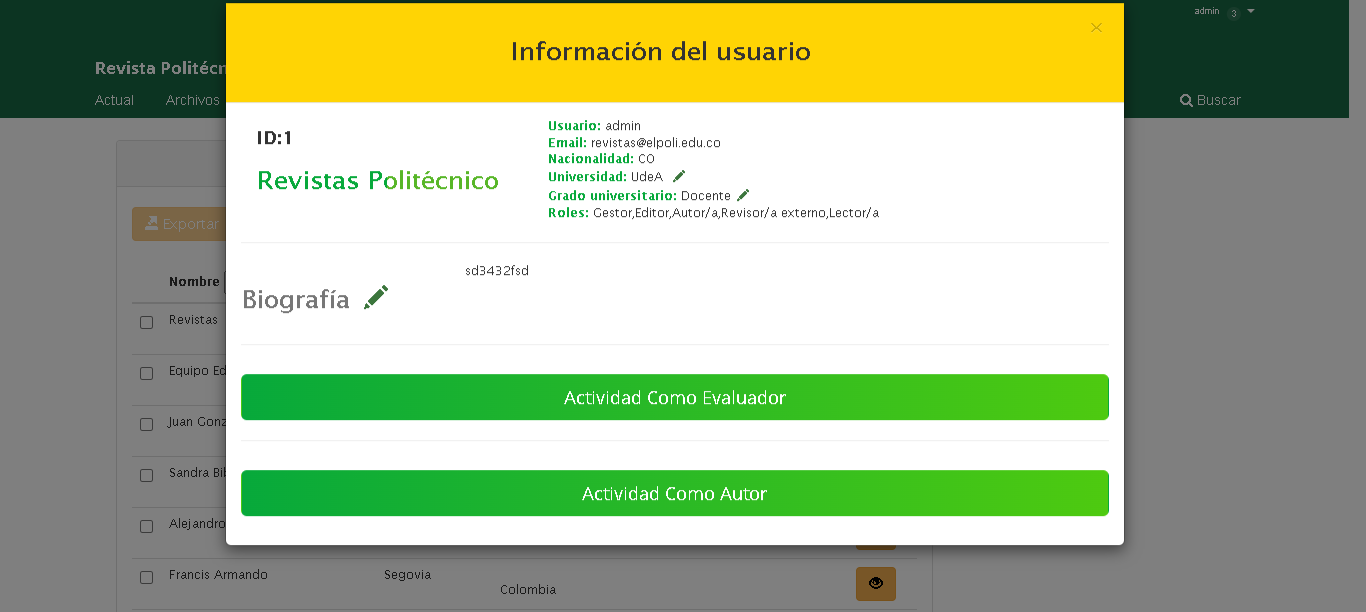 admin 3
Información del usuario
×
Revista Politécn
Actual Archivos
Buscar
ID:1
Revistas Politécnico
Usuario: admin
Email: revistas@elpoli.edu.co
Nacionalidad: CO
Universidad: UdeA
Grado universitario: Docente
Roles: Gestor,Editor,Autor/a,Revisor/a externo,Lector/a
Exportar
sd3432fsd
Biografía
Nombre
Revistas
Equipo Ed
Actividad Como Evaluador
Juan Gonz
Sandra Bib
Actividad Como Autor
Alejandro
Francis Armando Segovia
Colombia